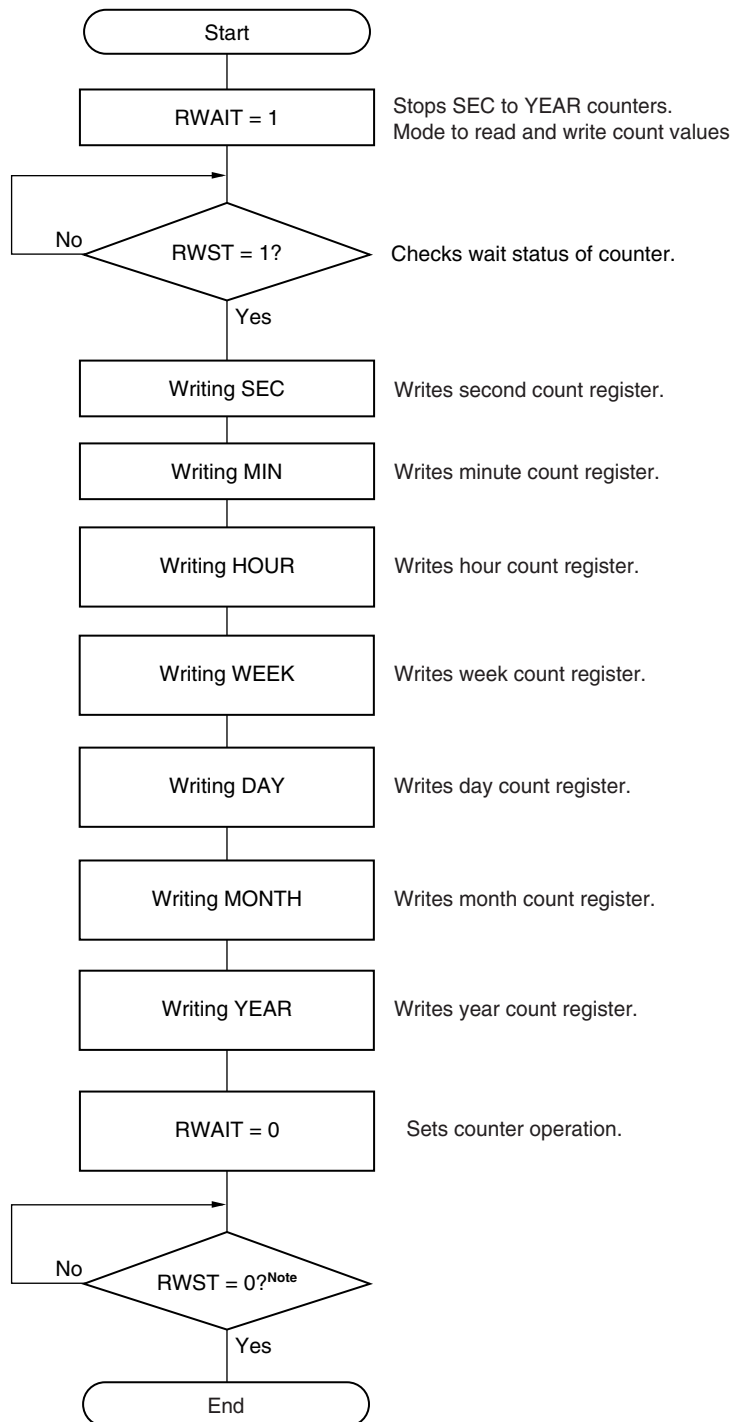 Start
RWAIT = 1
Stops SEC to YEAR counters.
Mode to read and write count values
No
RWST = 1?
Checks wait status of counter.
Yes
Writing SEC
Writes second count register.
Writing MIN
Writes minute count register.
Writing HOUR
Writes hour count register.
Writing WEEK
Writes week count register.
Writing DAY
Writes day count register.
Writing MONTH
Writes month count register.
Writing YEAR
Writes year count register.
RWAIT = 0
Sets counter operation.
No
RWST = 0?Note
Yes
End